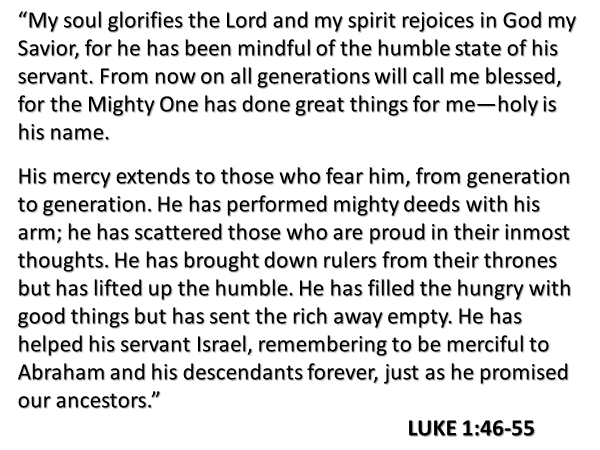 “My soul glorifies the Lord and my spirit rejoices in God my
Savior, for he has been mindful of the humble state of his
servant. From now on all generations will call me blessed,
for the Mighty One has done great things for me—holy is
his name.
His mercy extends to those who fear him, from generation
to generation. He has performed mighty deeds with his
arm; he has scattered those who are proud in their inmost
thoughts. He has brought down rulers from their thrones
but has lifted up the humble. He has filled the hungry with
good things but has sent the rich away empty. He has
helped his servant Israel, remembering to be merciful to
Abraham and his descendants forever, just as he promised
our ancestors.”
LUKE 1:46-55